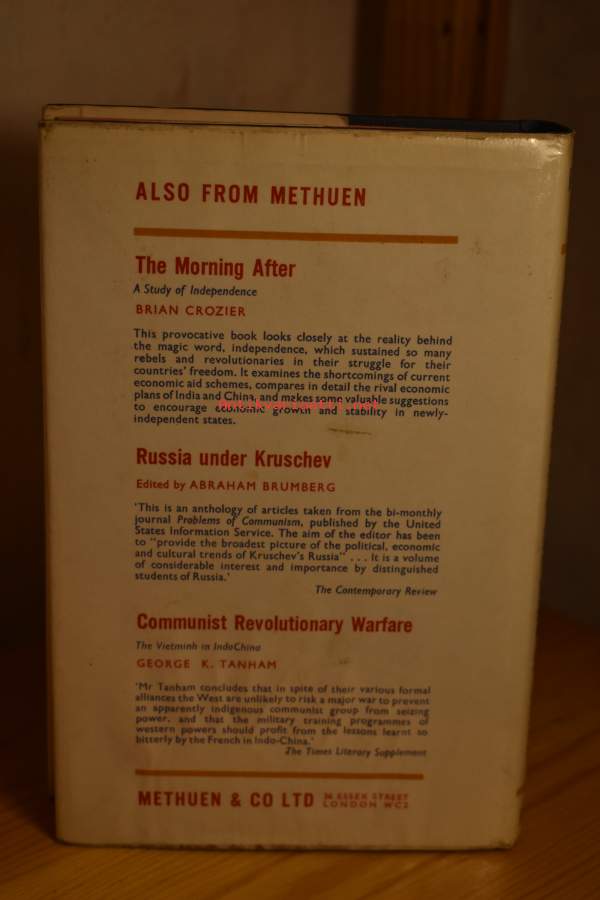 ALSO FROM METHUEN
The Morning After
A Study of Independence
BRIAN CROZIER
This provocative book looks closely at the reality behind
the magic word, independence, which sustained so many
rebels and revolutionaries in their struggle for their
countries' freedom. It examines the shortcomings of current
economic aid schemes, compares in detail the rival economic
plans of India and China, and makes some valuable suggestions
to encourage economic growth and stability in newly-
independent states.
Russia under Kruschev
Edited by ABRAHAM BRUMBERG
'This is an anthology of articles taken from the bi-monthly
journal Problems of Communism, published by the United
States Information Service. The aim of the editor has been
to "provide the broadest picture of the political, economic
and cultural trends of Kruschev's Russia" . . . It is a volume
of considerable interest and importance by distinguished
students of Russia.'
The Contemporary Review
Communist Revolutionary Warfare
The Vietminh in IndoChina
GEORGE K. TANHAM
'Mr Tanham concludes that in spite of their various formal
alliances the West are unlikely to risk a major war to prevent
an apparently indigenous communist group from seizing
power, and that the military training programmes of
western powers should profit from the lessons learnt so
bitterly by the French in Indo-China.'
The Times Literary Supplement
METHUEN & CO LTD 36 ESSEX STREET
LONDON WC2